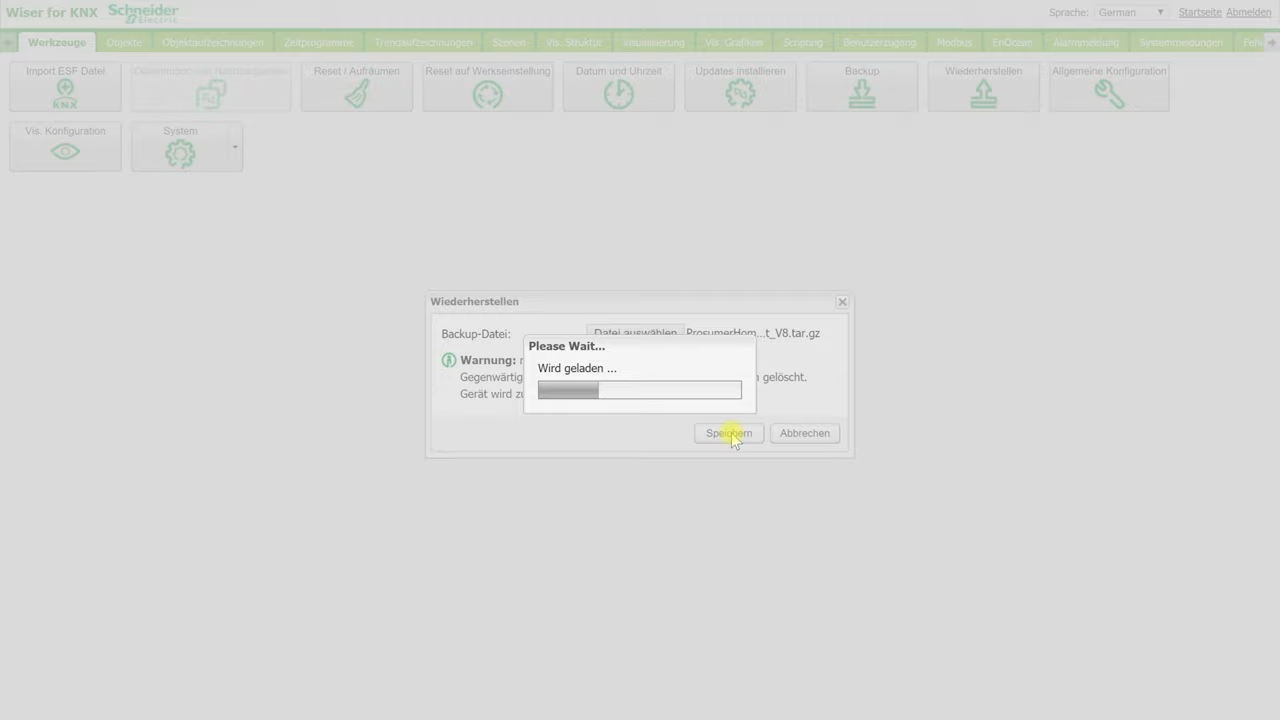 Wiser for KNX Schneider Electric Sprache: German Startseite Abmelden
Werkzeuge Objekte Objektaufzeichnungen Zeitprogramme Trendaufzeichnungen Szenen Vis. Struktur Visualisierung Vis. Grafiken Scripting Benutzerzugang Modbus EnOcean Alarmmeldung Systemmeldungen Fehl
Import ESF Datei Reset / Aufräumen Reset auf Werkseinstellung Datum und Uhrzeit Updates installieren Backup Wiederherstellen Allgemeine Konfiguration
KNX
Vis. Konfiguration System
Wiederherstellen
Backup-Datei: Datei auswählen ProsumerHom...t_V8.tar.gz
Please Wait...
Warnung:
Wird geladen ...
Gegenwärtig gelöscht.
Gerät wird zu
Speichern Abbrechen